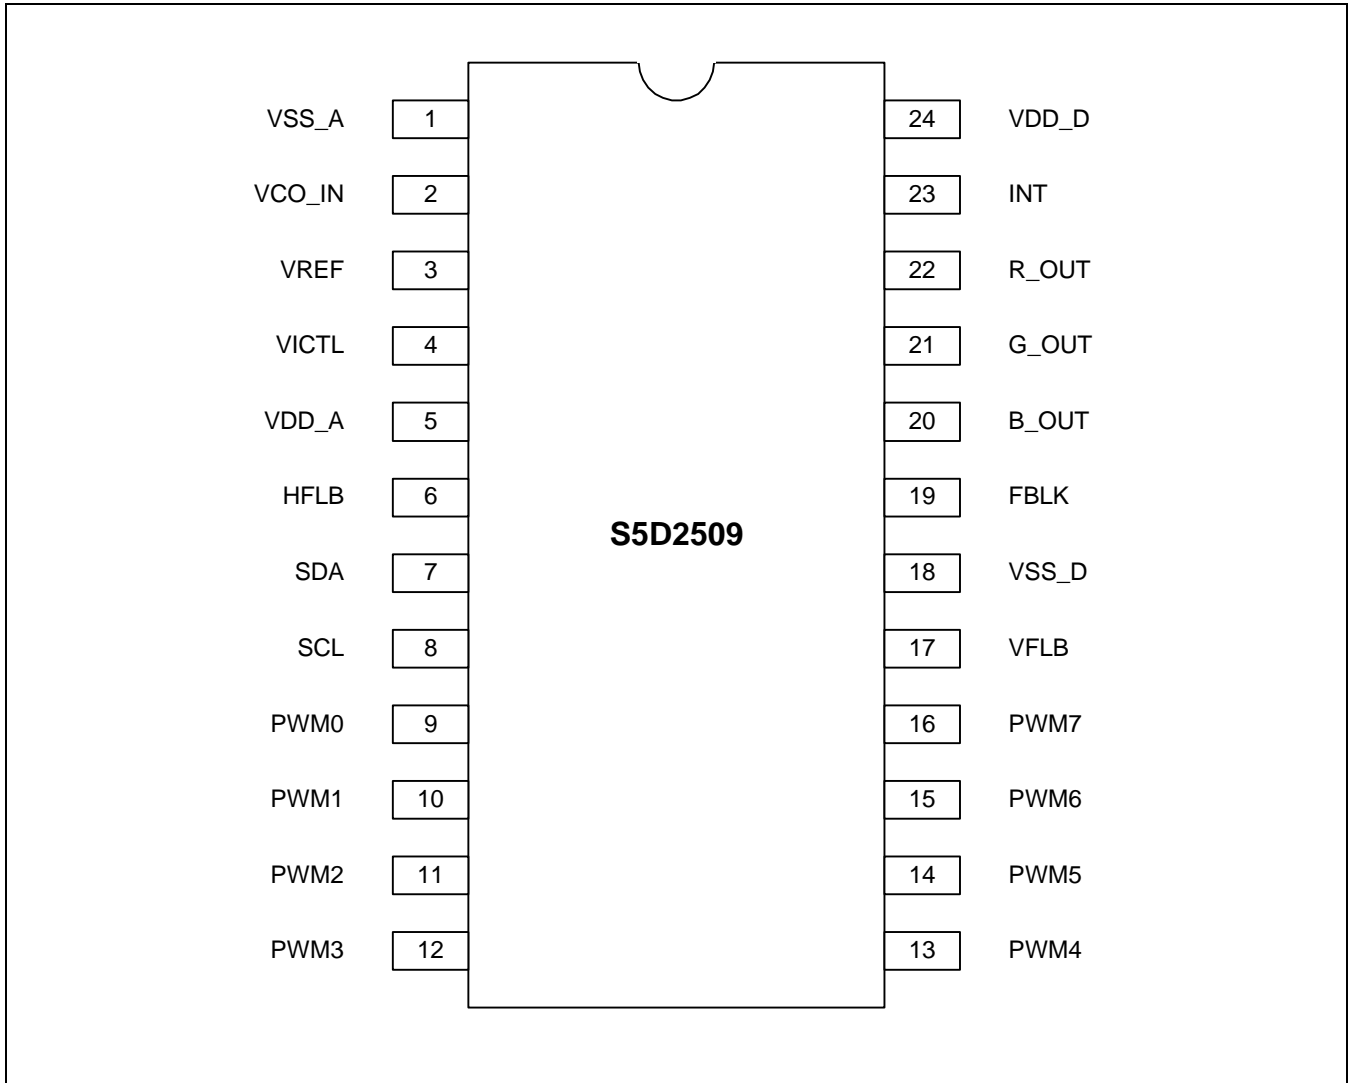 VSS_A 1 24 VDD_D
VCO_IN 2 23 INT
VREF 3 22 R_OUT
VICTL 4 21 G_OUT
VDD_A 5 20 B_OUT
HFLB 6 19 FBLK
S5D2509
SDA 7 18 VSS_D
SCL 8 17 VFLB
PWM0 9 16 PWM7
PWM1 10 15 PWM6
PWM2 11 14 PWM5
PWM3 12 13 PWM4